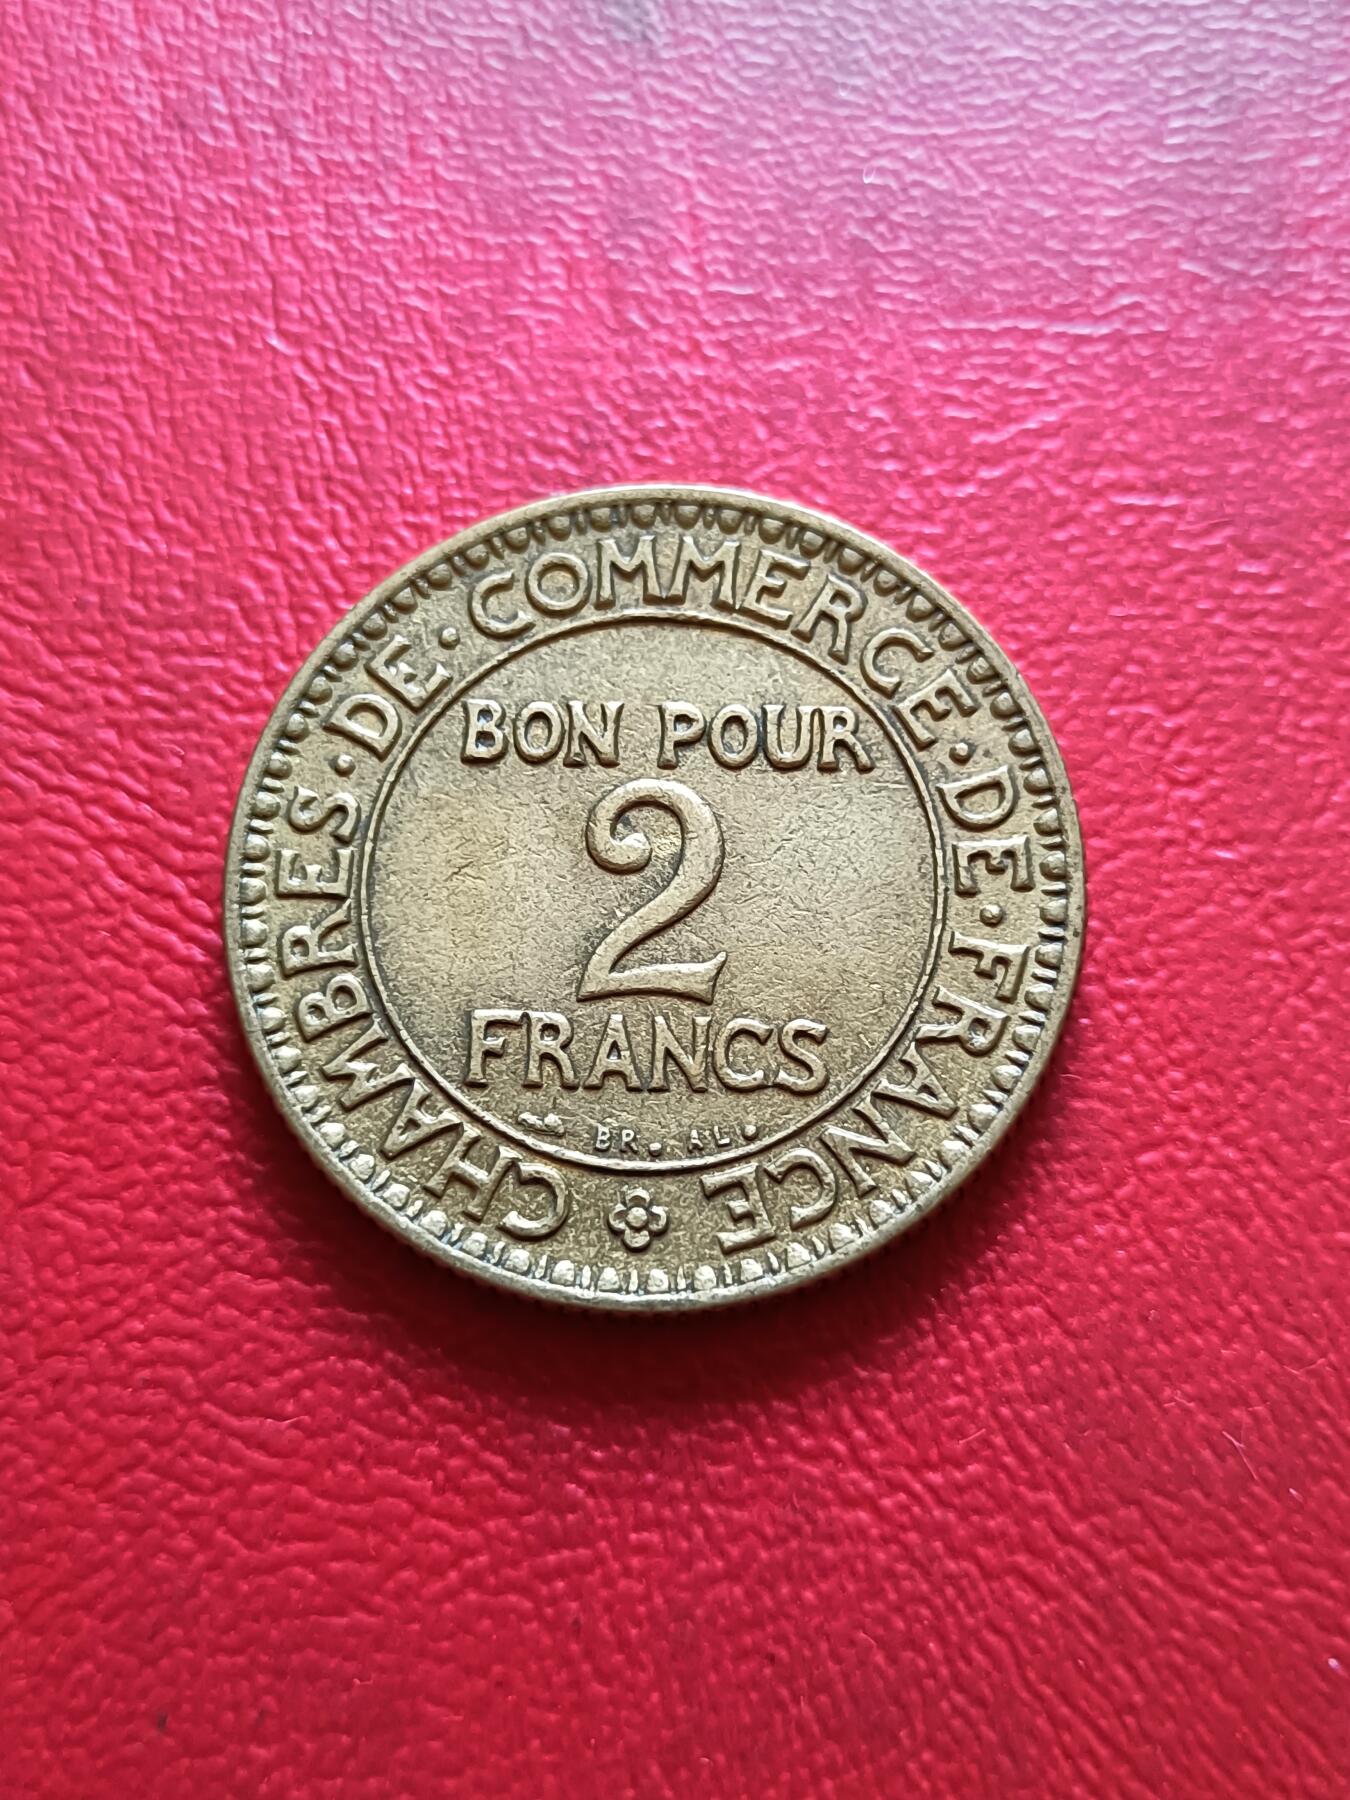 CHAMBRES·DE·COMMERCE·DE·FRANCE
BON POUR
2
FRANCS
BR. AL.